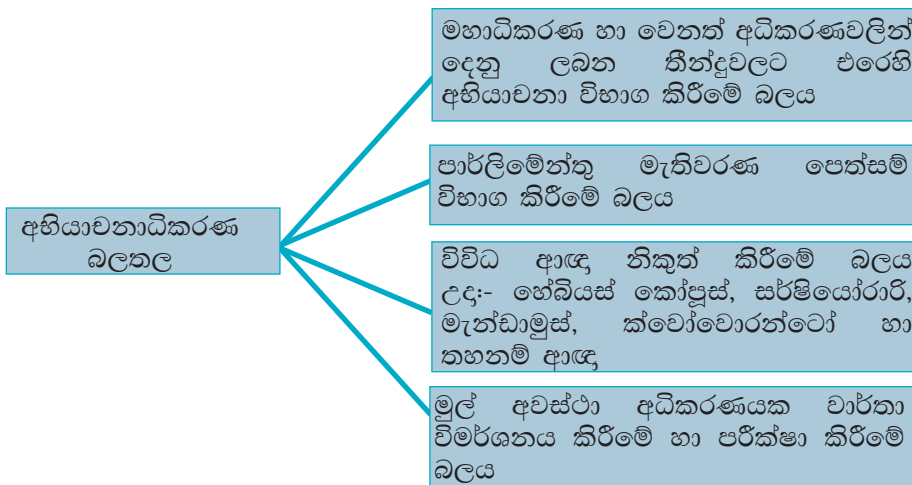 අභියාචනාධිකරණ
බලතල
මහාධිකරණ හා වෙනත් අධිකරණවලින්
දෙනු ලබන තීන්දුවලට එරෙහි
අභියාචනා විභාග කිරීමේ බලය
පාර්ලිමේන්තු මැතිවරණ පෙත්සම්
විභාග කිරීමේ බලය
විවිධ ආඥා නිකුත් කිරීමේ බලය
උදා:- හේබියස් කෝපුස්, සර්ෂියෝරාරි,
මැන්ඩාමුස්, ක්වෝවොරන්ටෝ හා
තහනම් ආඥා
මුල් අවස්ථා අධිකරණයක වාර්තා
විමර්ශනය කිරීමේ හා පරීක්ෂා කිරීමේ
බලය